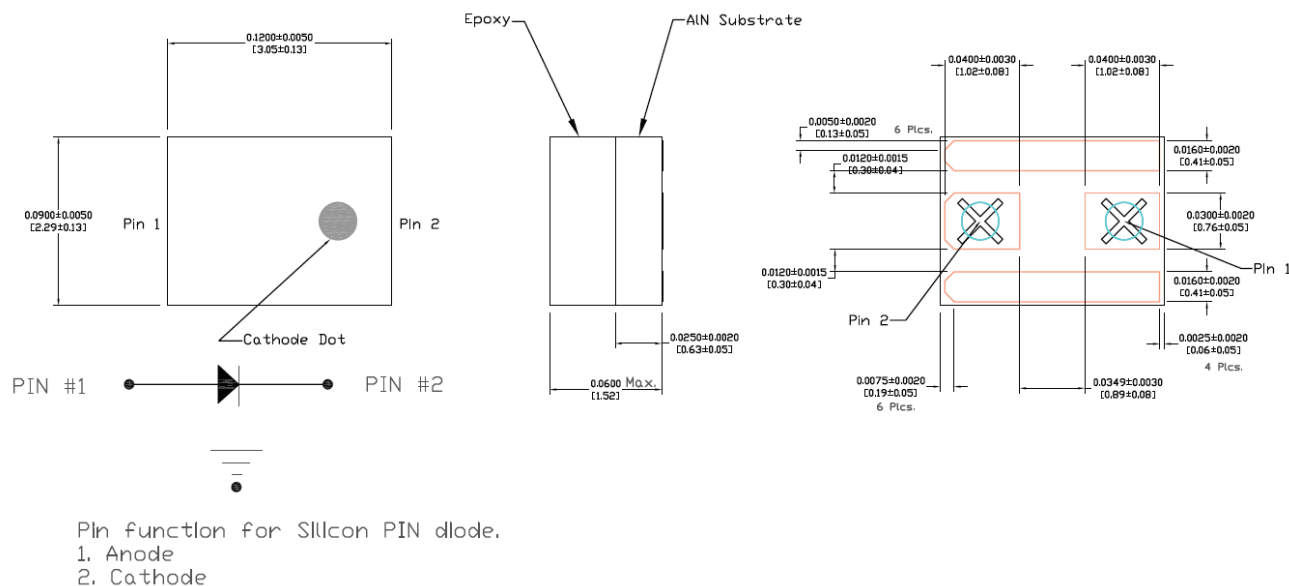 Epoxy
AlN Substrate
0.1200±0.0050
[3.05±0.13]
0.0400±0.0030
[1.02±0.08]
0.0400±0.0030
[1.02±0.08]
0.0050±0.0020
[0.13±0.05]
6 Plcs.
0.0120±0.0015
[0.30±0.04]
0.0160±0.0020
[0.41±0.05]
0.0900±0.0050
[2.29±0.13]
Pin 1
Pin 2
0.0300±0.0020
[0.76±0.05]
Pin 1
0.0120±0.0015
[0.30±0.04]
0.0160±0.0020
[0.41±0.05]
Pin 2
Cathode Dot
0.0250±0.0020
[0.63±0.05]
0.0025±0.0020
[0.06±0.05]
4 Plcs.
PIN #1
PIN #2
0.0600 Max.
[1.52]
0.0075±0.0020
[0.19±0.05]
6 Plcs.
0.0349±0.0030
[0.89±0.08]
Pin function for Silicon PIN diode.
1. Anode
2. Cathode